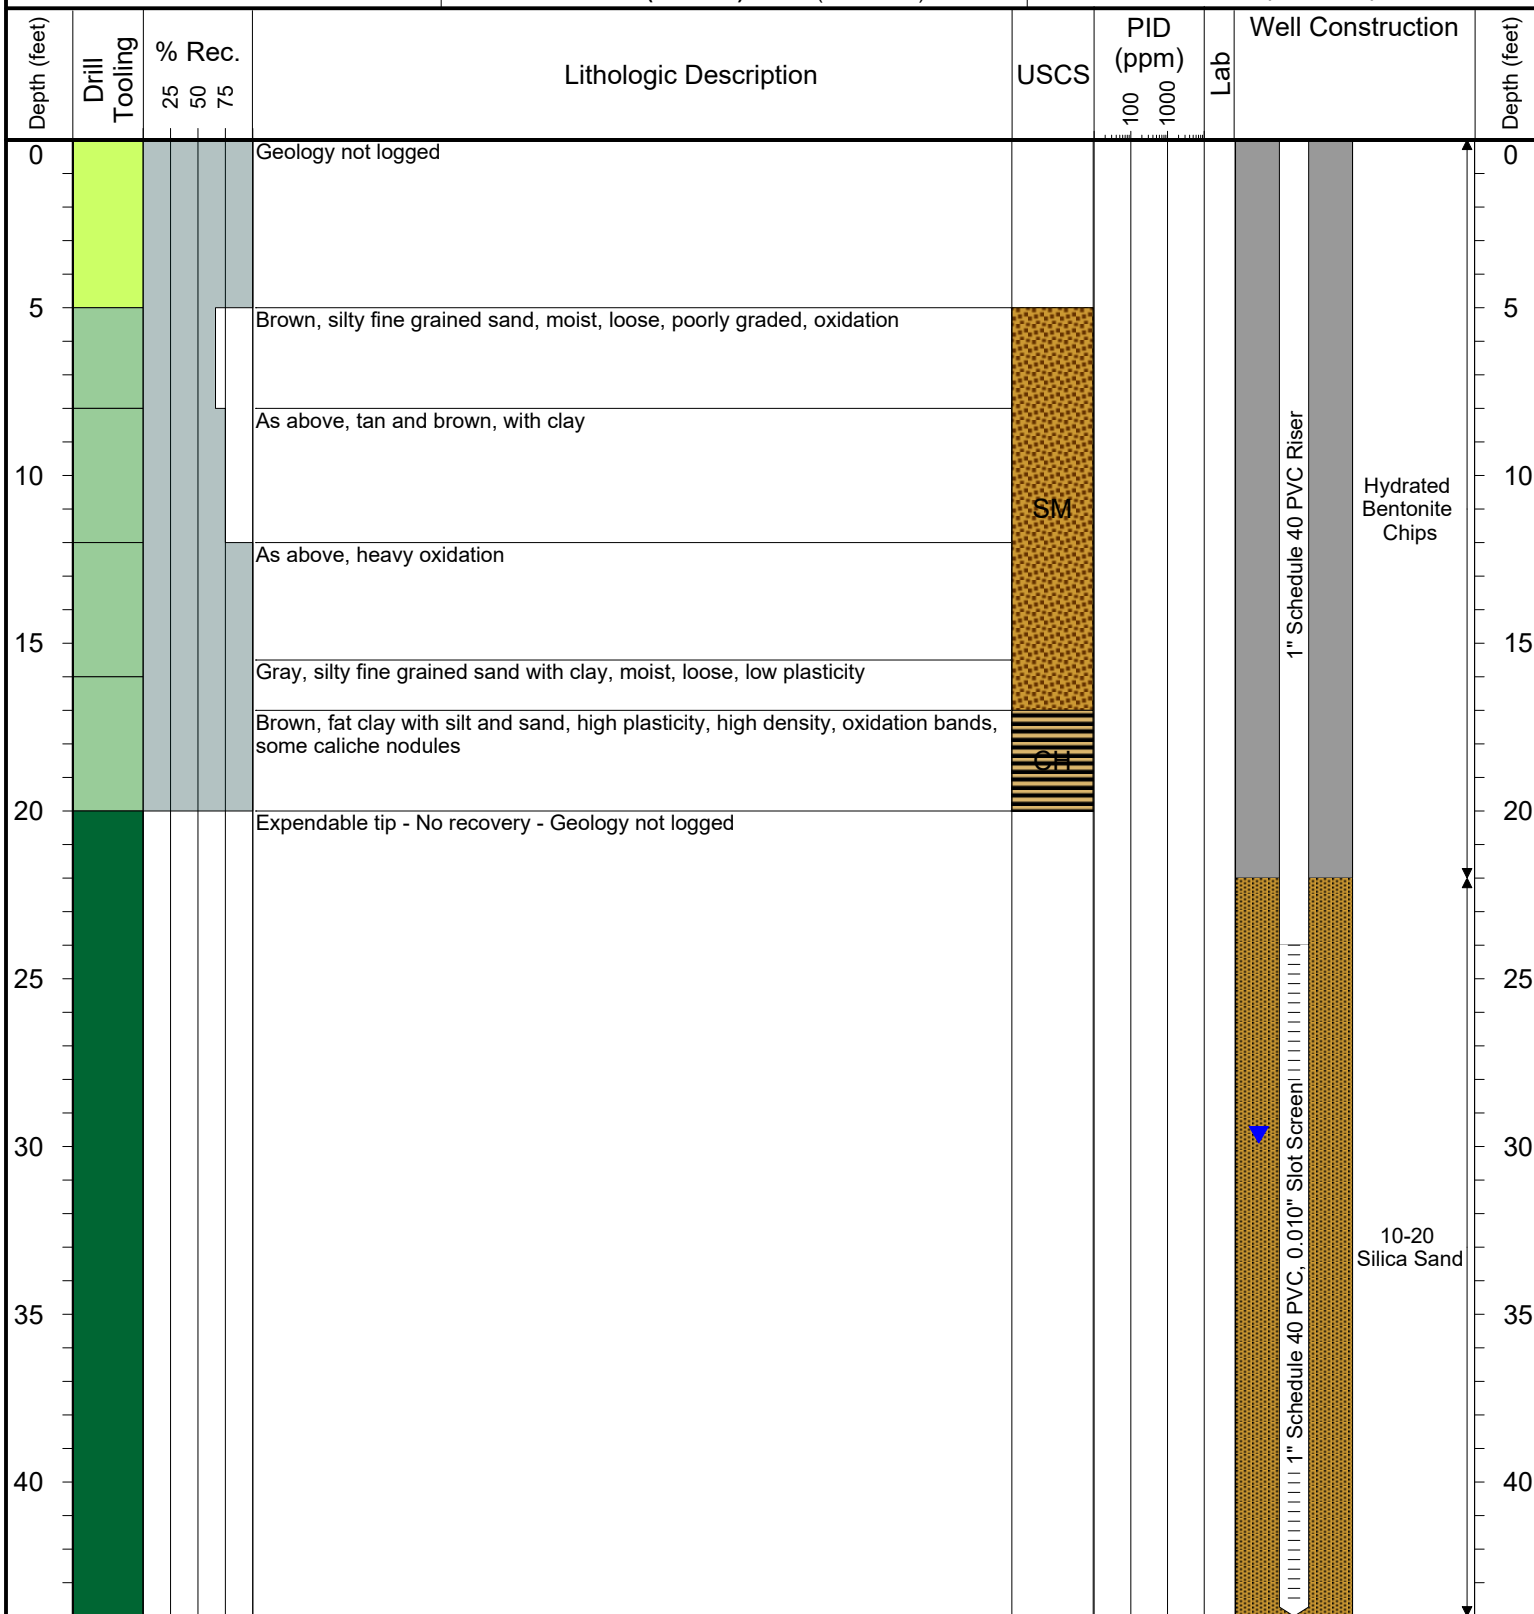 Depth (feet)
Drill
Tooling
% Rec.
25
50
75
Lithologic Description
USCS
PID
(ppm)
100
1000
Lab
Well Construction
Depth (feet)
0
Geology not logged
0
5
Brown, silty fine grained sand, moist, loose, poorly graded, oxidation
5
As above, tan and brown, with clay
10
SM
1" Schedule 40 PVC Riser
Hydrated
Bentonite
Chips
10
As above, heavy oxidation
15
15
Gray, silty fine grained sand with clay, moist, loose, low plasticity
Brown, fat clay with silt and sand, high plasticity, high density, oxidation bands,
some caliche nodules
CH
20
Expendable tip - No recovery - Geology not logged
20
25
25
30
1" Schedule 40 PVC, 0.010" Slot Screen
30
10-20
Silica Sand
35
35
40
40